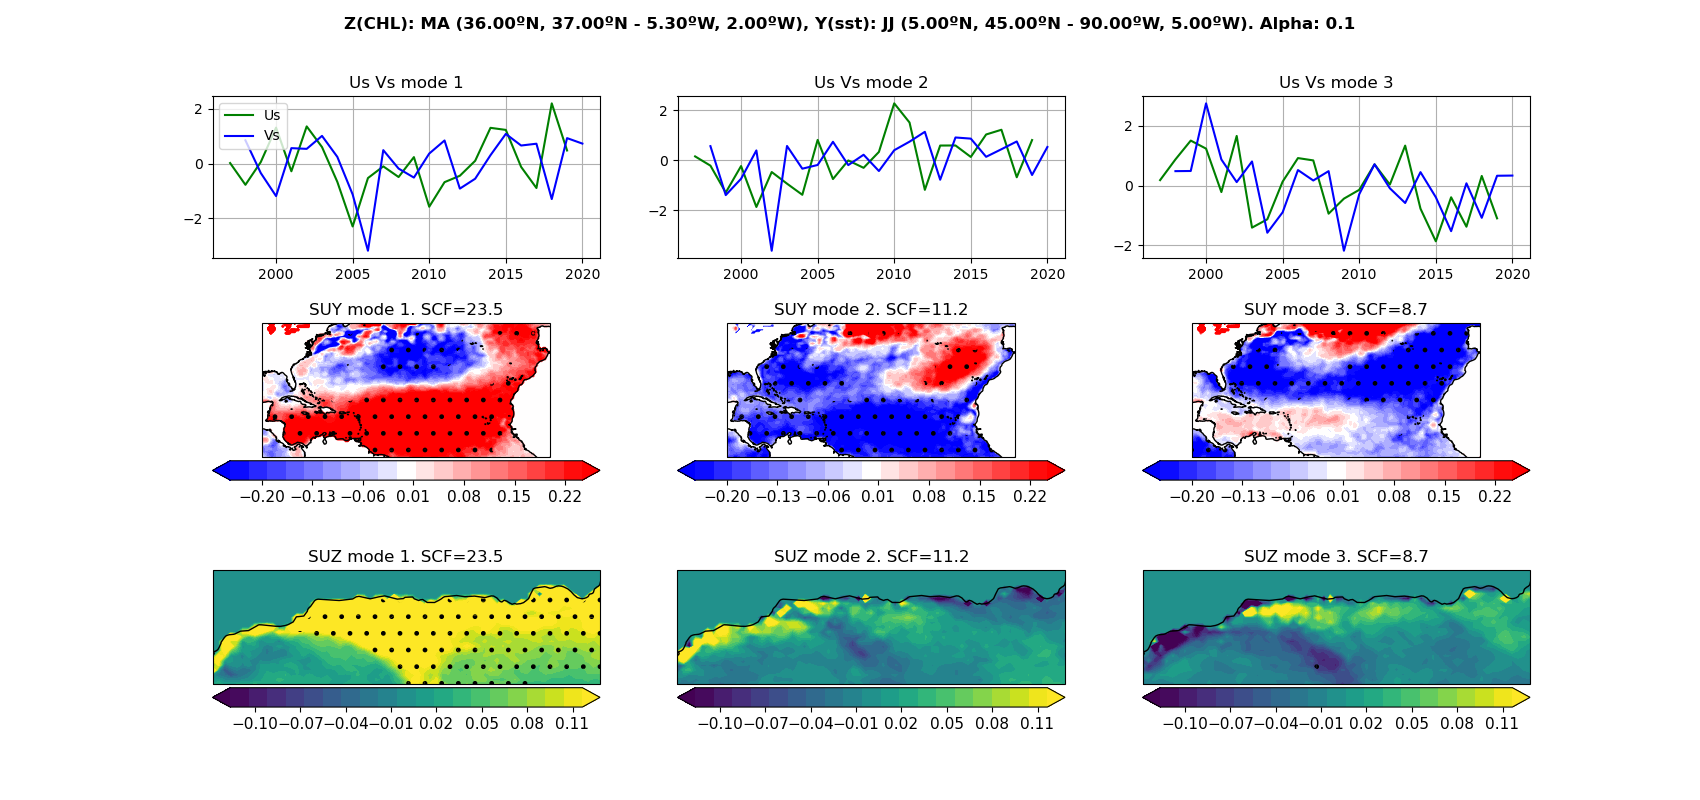 Z(CHL): MA (36.00ºN, 37.00ºN - 5.30ºW, 2.00ºW), Y(sst): JJ (5.00ºN, 45.00ºN - 90.00ºW, 5.00ºW). Alpha: 0.1
Us Vs mode 1
Us Vs mode 2
Us Vs mode 3
Us
Vs
2
0
−2
2000 2005 2010 2015 2020
2
0
−2
2000 2005 2010 2015 2020
2
0
−2
2000 2005 2010 2015 2020
SUY mode 1. SCF=23.5
SUY mode 2. SCF=11.2
SUY mode 3. SCF=8.7
−0.20 −0.13 −0.06 0.01 0.08 0.15 0.22
−0.20 −0.13 −0.06 0.01 0.08 0.15 0.22
−0.20 −0.13 −0.06 0.01 0.08 0.15 0.22
SUZ mode 1. SCF=23.5
SUZ mode 2. SCF=11.2
SUZ mode 3. SCF=8.7
−0.10 −0.07 −0.04 −0.01 0.02 0.05 0.08 0.11
−0.10 −0.07 −0.04 −0.01 0.02 0.05 0.08 0.11
−0.10 −0.07 −0.04 −0.01 0.02 0.05 0.08 0.11